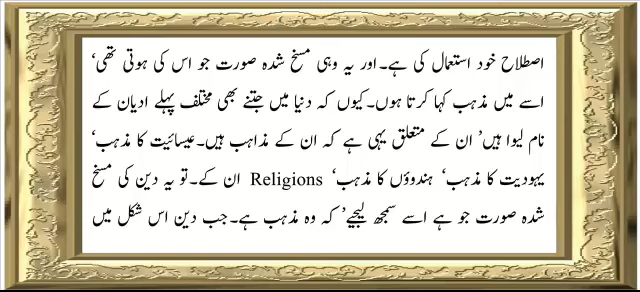 اصطلاح خود استعمال کی ہے۔اور یہ وہی مسخ شدہ صورت جو اس کی ہوتی تھی‘
اسے میں مذہب کہا کرتا ہوں۔کیوں کہ دنیا میں جتنے بھی مختلف پہلے ادیان کے
نام لیوا ہیں’ ان کے متعلق یہی ہے کہ ان کے مذاہب ہیں۔عیسائیت کا مذہب‘
یہودیت کا مذہب‘ ہندوؤں کا مذہب‘ Religions ان کے۔تو یہ دین کی مسخ
شدہ صورت جو ہے اسے سمجھ لیجیے’ کہ وہ مذہب ہے۔جب دین اس شکل میں